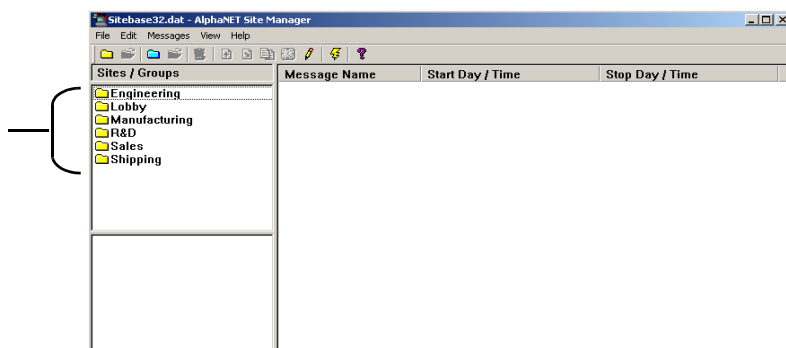 Sitebase32.dat - AlphaNET Site Manager
File Edit Messages View Help
Sites / Groups
Message Name Start Day / Time Stop Day / Time
Engineering
Lobby
Manufacturing
R&D
Sales
Shipping